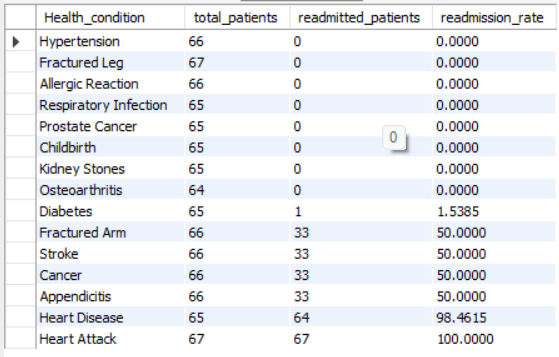 Health_condition total_patients readmitted_patients readmission_rate
Hypertension 66 0 0.0000
Fractured Leg 67 0 0.0000
Allergic Reaction 66 0 0.0000
Respiratory Infection 65 0 0.0000
Prostate Cancer 65 0 0.0000
0
Childbirth 65 0 0.0000
Kidney Stones 65 0 0.0000
Osteoarthritis 64 0 0.0000
Diabetes 65 1 1.5385
Fractured Arm 66 33 50.0000
Stroke 66 33 50.0000
Cancer 66 33 50.0000
Appendicitis 66 33 50.0000
Heart Disease 65 64 98.4615
Heart Attack 67 67 100.0000